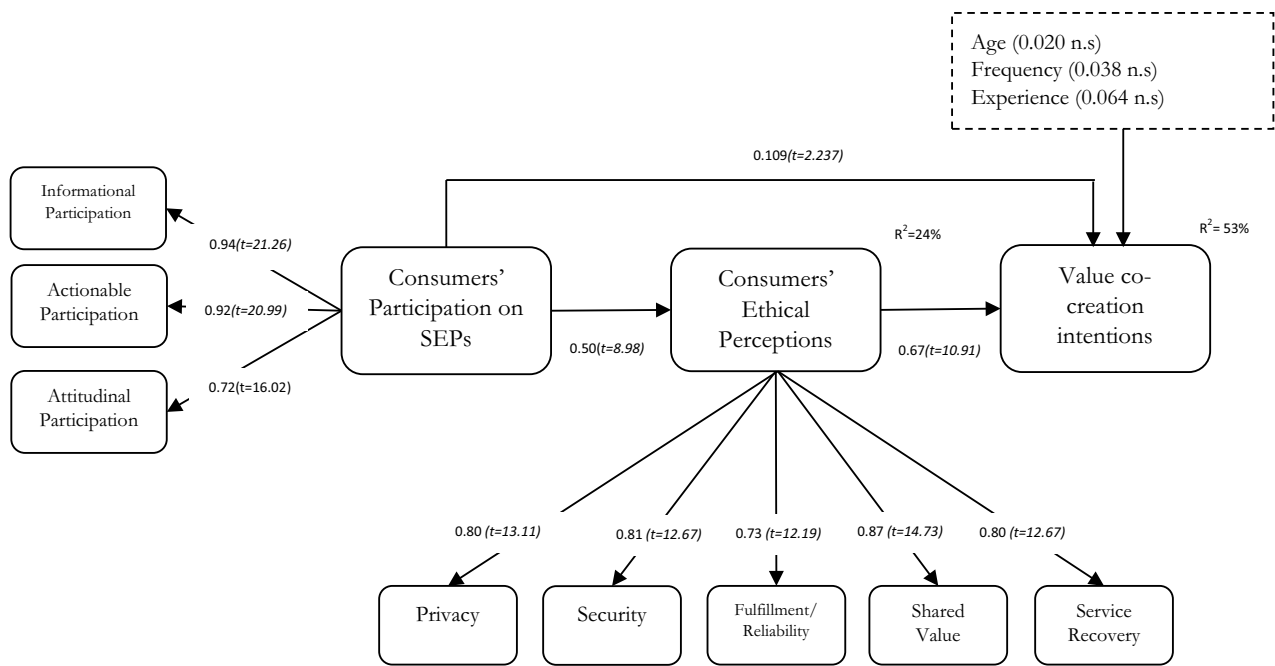 Age (0.020 n.s)
Frequency (0.038 n.s)
Experience (0.064 n.s)
0.109(t=2.237)
Informational
Participation
0.94(t=21.26)
Actionable
Participation
0.92(t=20.99)
Attitudinal
Participation
0.72(t=16.02)
Consumers’
Participation on
SEPs
0.50(t=8.98)
R²=24%
Consumers’
Ethical
Perceptions
0.67(t=10.91)
R²= 53%
Value co-
creation
intentions
0.80 (t=13.11)
0.81 (t=12.67)
0.73 (t=12.19)
0.87 (t=14.73)
0.80 (t=12.67)
Privacy
Security
Fulfillment/
Reliability
Shared
Value
Service
Recovery